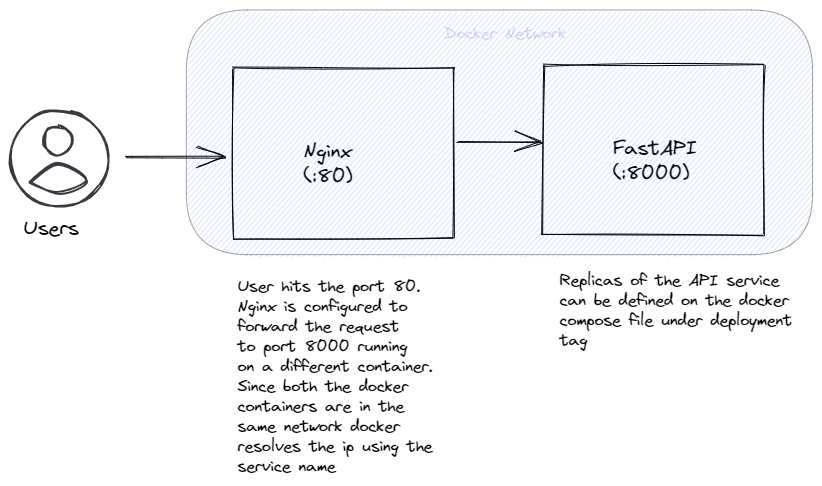 Docker Network
Nginx
(:80)
FastAPI
(:8000)
Users
User hits the port 80.
Nginx is configured to
forward the request
to port 8000 running
on a different container.
Since both the docker
containers are in the
same network docker
resolves the ip using the
service name
Replicas of the API service
can be defined on the docker
compose file under deployment
tag